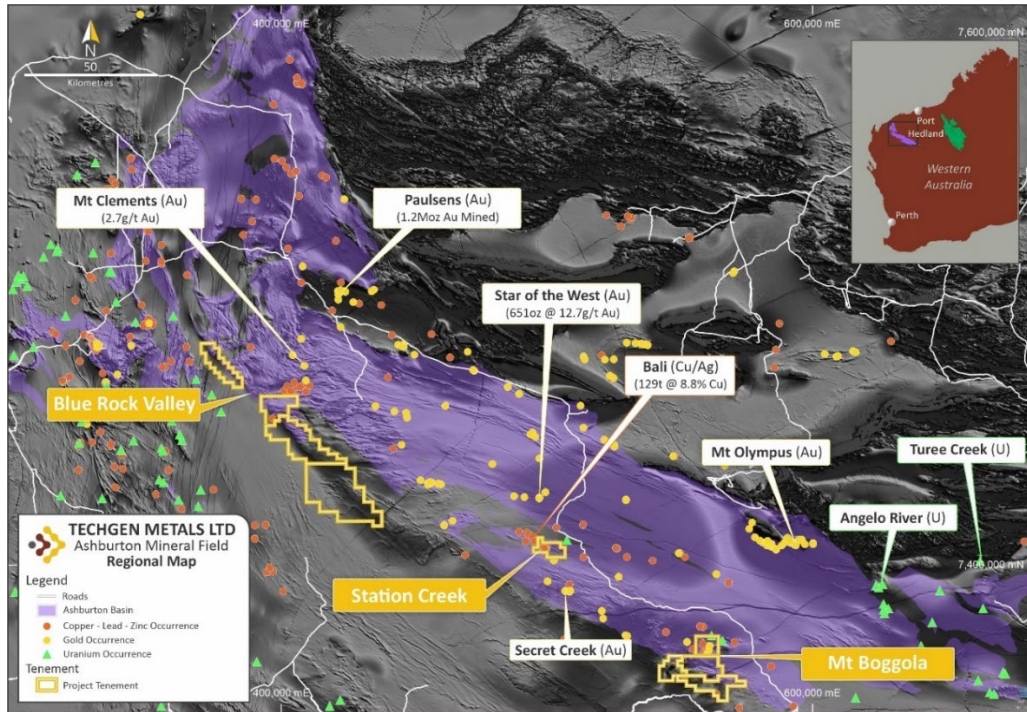 400,000 mE
600,000 mE
7,600,000 mN
N
50
Kilometres
Port
Hedland
Western
Australia
Perth
Mt Clements (Au)
(2.7g/t Au)
Paulsens (Au)
(1.2Moz Au Mined)
Star of the West (Au)
(651oz @ 12.7g/t Au)
Bali (Cu/Ag)
(129t @ 8.8% Cu)
Blue Rock Valley
Mt Olympus (Au)
Turee Creek (U)
Angelo River (U)
7,400,000 mN
Station Creek
Secret Creek (Au)
Mt Boggola
TECHGEN METALS LTD
Ashburton Mineral Field
Regional Map
Legend
Roads
Ashburton Basin
Copper - Lead - Zinc Occurrence
Gold Occurrence
Uranium Occurrence
Tenement
Project Tenement
400,000 mE
600,000 mE